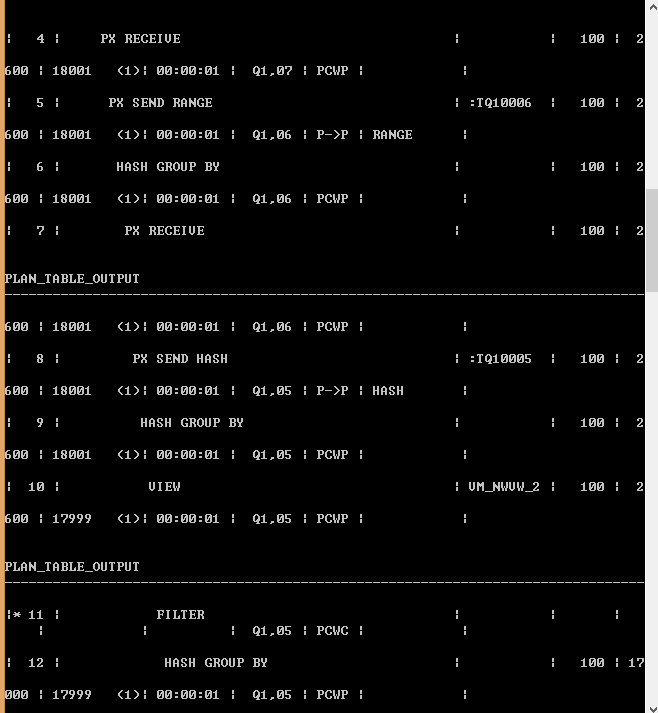 |   4 |     PX RECEIVE                                  |           |   100 |  2
600 | 18001   (1)| 00:00:01 |  Q1,07 | PCWP |            |
|   5 |      PX SEND RANGE                              | :TQ10006  |   100 |  2
600 | 18001   (1)| 00:00:01 |  Q1,06 | P->P | RANGE      |
|   6 |       HASH GROUP BY                             |           |   100 |  2
600 | 18001   (1)| 00:00:01 |  Q1,06 | PCWP |            |
|   7 |        PX RECEIVE                               |           |   100 |  2
PLAN_TABLE_OUTPUT
--------------------------------------------------------------------------------
600 | 18001   (1)| 00:00:01 |  Q1,06 | PCWP |            |
|   8 |         PX SEND HASH                            | :TQ10005  |   100 |  2
600 | 18001   (1)| 00:00:01 |  Q1,05 | P->P | HASH       |
|   9 |          HASH GROUP BY                          |           |   100 |  2
600 | 18001   (1)| 00:00:01 |  Q1,05 | PCWP |            |
|  10 |           VIEW                                  | VM_NWVW_2 |   100 |  2
600 | 17999   (1)| 00:00:01 |  Q1,05 | PCWP |            |
PLAN_TABLE_OUTPUT
--------------------------------------------------------------------------------
|* 11 |            FILTER                               |           |       |
    |            |          |  Q1,05 | PCWC |            |
|  12 |             HASH GROUP BY                       |           |   100 | 17
000 | 17999   (1)| 00:00:01 |  Q1,05 | PCWP |            |